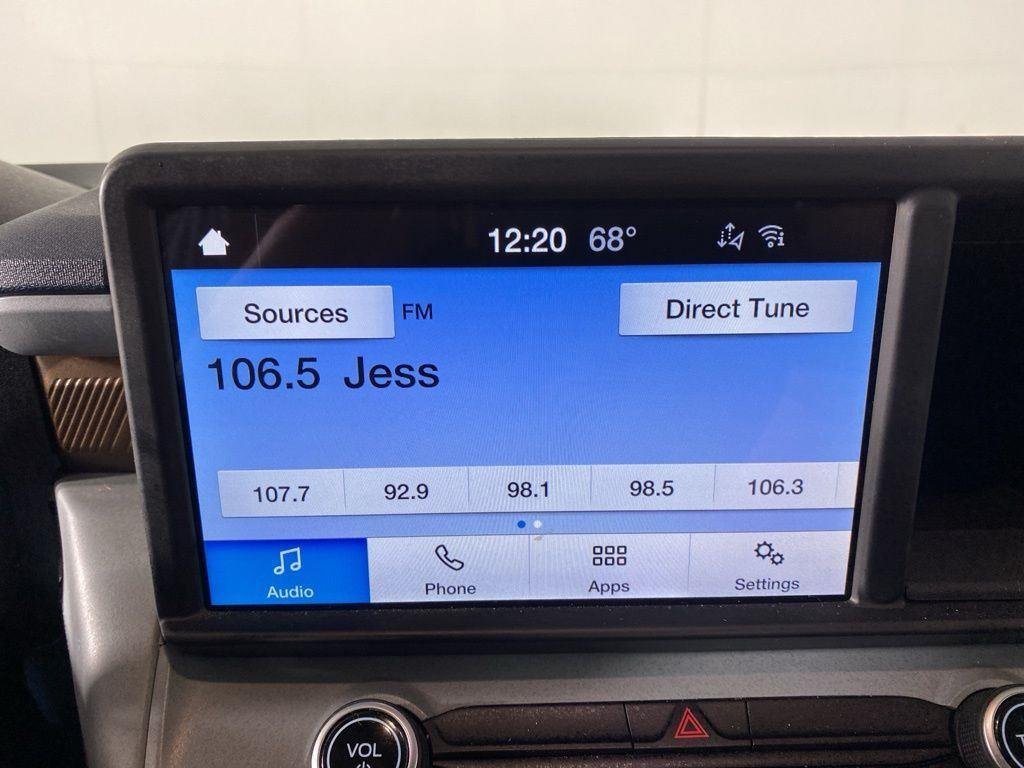 12:20 68°
Sources FM Direct Tune
106.5 Jess
107.7 92.9 98.1 98.5 106.3
Audio Phone Apps Settings
VOL